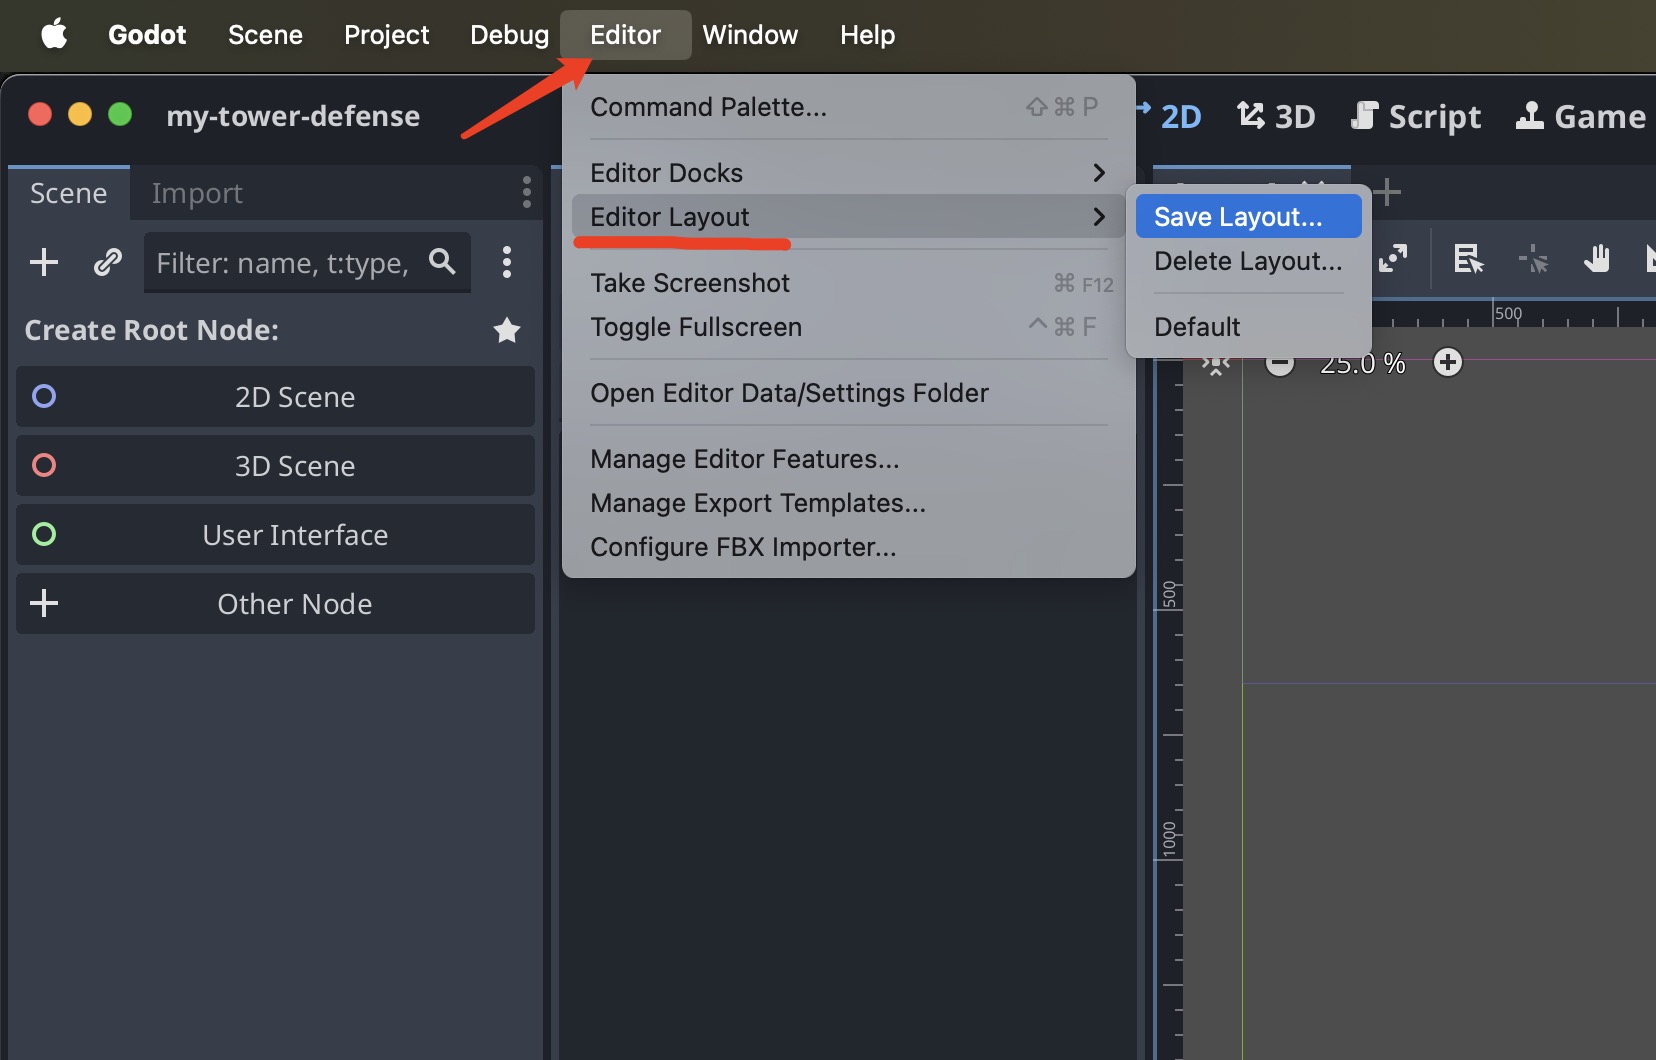 Godot Scene Project Debug Editor Window Help
my-tower-defense
2D 3D Script Game
Scene Import
Filter: name, t:type,
Create Root Node:
2D Scene
3D Scene
User Interface
Other Node
Command Palette... ⇧⌘P
Editor Docks
Editor Layout
Take Screenshot ⌘F12
Toggle Fullscreen ^⌘F
Open Editor Data/Settings Folder
Manage Editor Features...
Manage Export Templates...
Configure FBX Importer...
Save Layout...
Delete Layout...
Default
500
25.0 %
500
1000